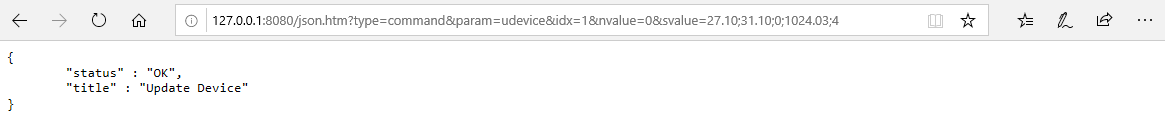 127.0.0.1:8080/json.htm?type=command&param=udevice&idx=1&nvalue=0&svalue=27.10;31.10;0;1024.03;4
{
"status" : "OK",
"title" : "Update Device"
}